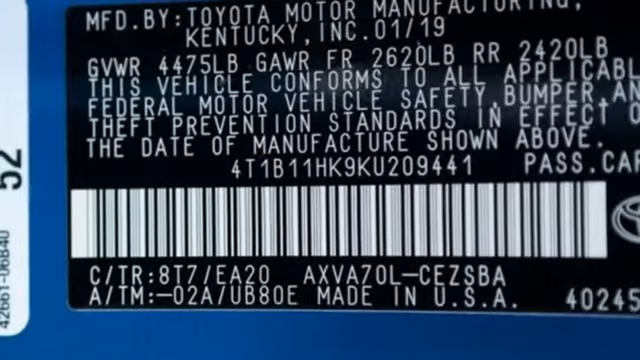 MFD.BY:TOYOTA MOTOR MANUFACTURING,
KENTUCKY,INC.01/19
GVWR 4475LB GAWR FR 2620LB RR 2420LB
THIS VEHICLE CONFORMS TO ALL APPLICABL
FEDERAL MOTOR VEHICLE SAFETY,BUMPER,AN
THEFT PREVENTION STANDARDS IN EFFECT O
THE DATE OF MANUFACTURE SHOWN ABOVE.
4T1B11HK9KU209441 PASS.CAR
C/TR:8T7/EA20 AXVA70L-CEZSBA
A/TM:-02A/UB80E MADE IN U.S.A. 40245
52
42661-06B40